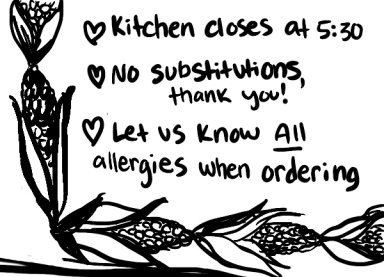 ♡ Kitchen closes at 5:30
♡ No substitutions,
thank you!
♡ Let us know All
allergies when ordering